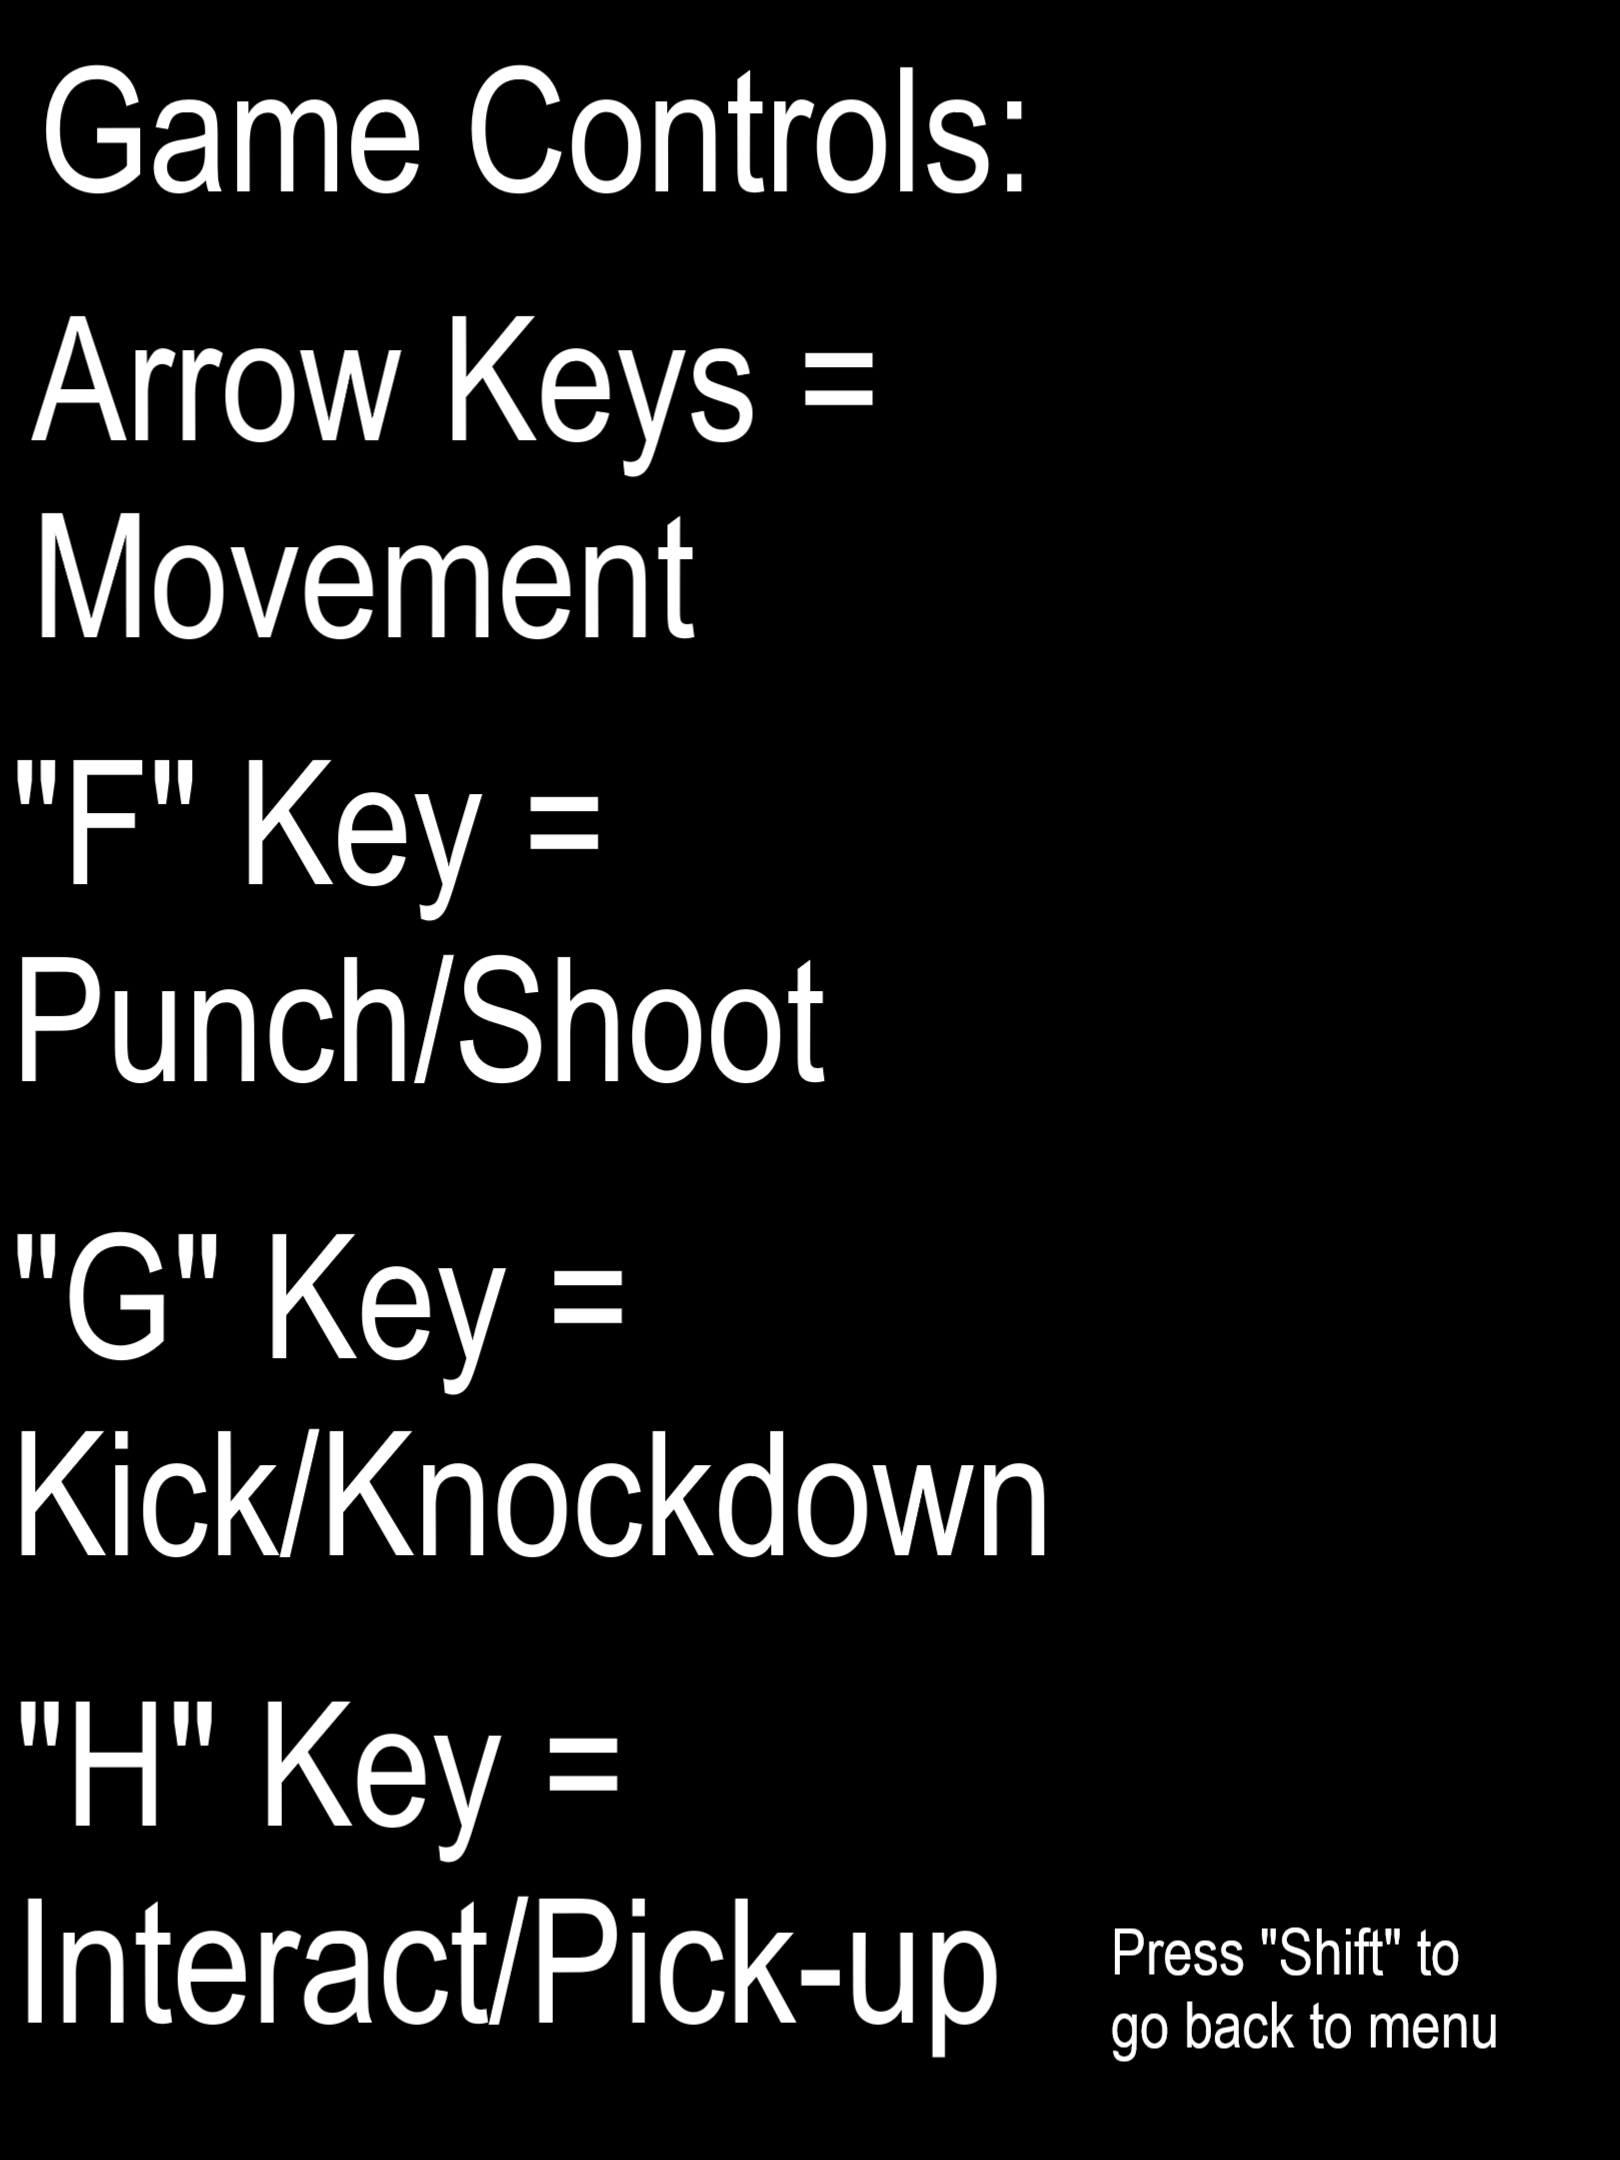 Game Controls:
Arrow Keys =
Movement
"F" Key =
Punch/Shoot
"G" Key =
Kick/Knockdown
"H" Key =
Interact/Pick-up
Press "Shift" to
go back to menu